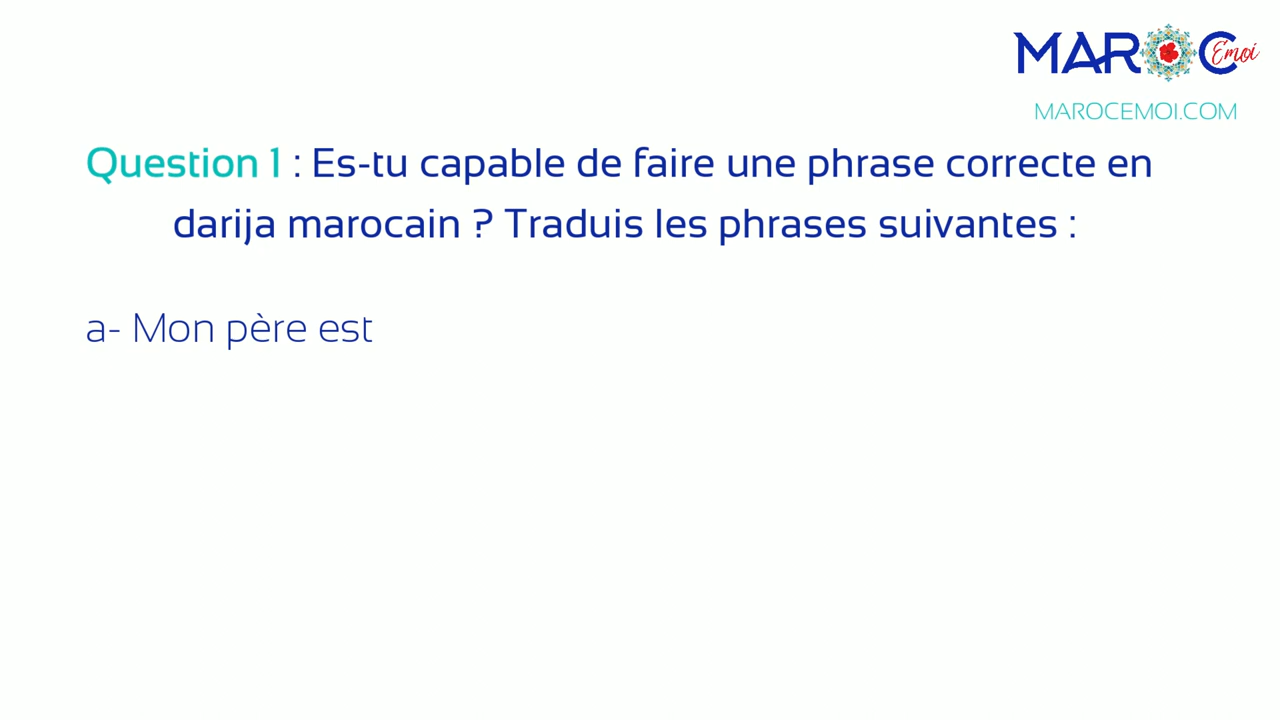 MAROC Emoi
MAROCEMOI.COM
Question 1 : Es-tu capable de faire une phrase correcte en
darija marocain ? Traduis les phrases suivantes :
a- Mon père est